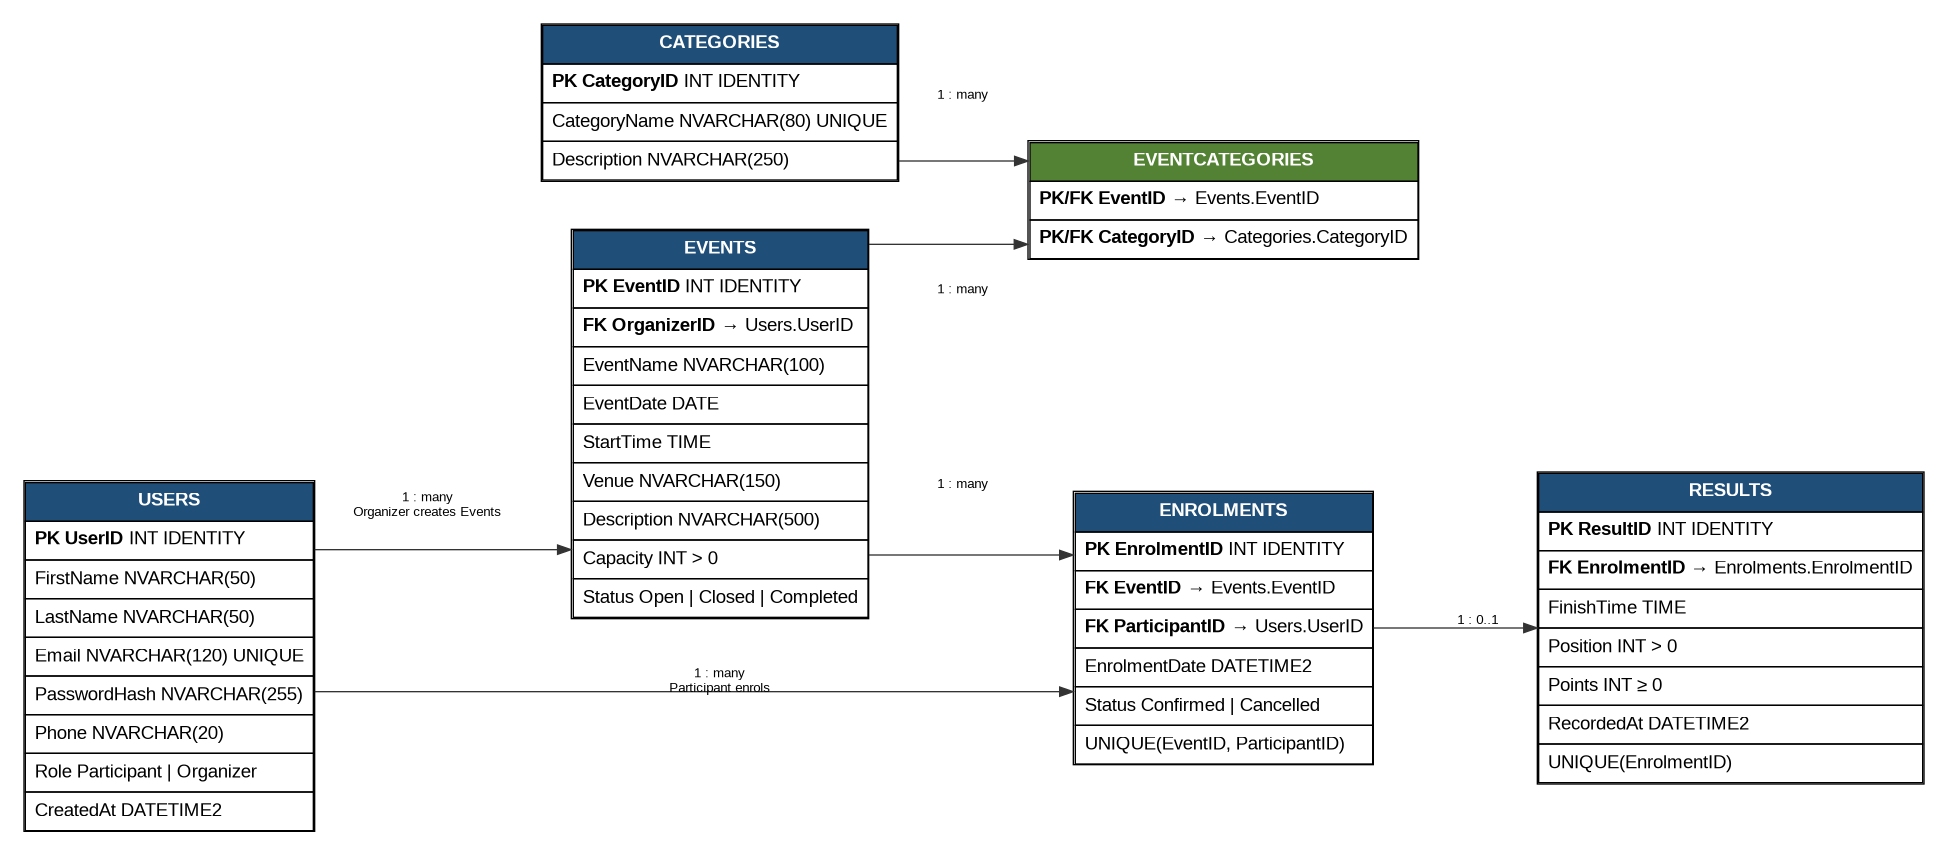 CATEGORIES
PK CategoryID INT IDENTITY
CategoryName NVARCHAR(80) UNIQUE
Description NVARCHAR(250)
1 : many
EVENTCATEGORIES
PK/FK EventID → Events.EventID
PK/FK CategoryID → Categories.CategoryID
EVENTS
PK EventID INT IDENTITY
FK OrganizerID → Users.UserID
EventName NVARCHAR(100)
EventDate DATE
StartTime TIME
Venue NVARCHAR(150)
Description NVARCHAR(500)
Capacity INT > 0
Status Open | Closed | Completed
1 : many
1 : many
USERS
PK UserID INT IDENTITY
FirstName NVARCHAR(50)
LastName NVARCHAR(50)
Email NVARCHAR(120) UNIQUE
PasswordHash NVARCHAR(255)
Phone NVARCHAR(20)
Role Participant | Organizer
CreatedAt DATETIME2
1 : many
Organizer creates Events
1 : many
Participant enrols
ENROLMENTS
PK EnrolmentID INT IDENTITY
FK EventID → Events.EventID
FK ParticipantID → Users.UserID
EnrolmentDate DATETIME2
Status Confirmed | Cancelled
UNIQUE(EventID, ParticipantID)
1 : 0..1
RESULTS
PK ResultID INT IDENTITY
FK EnrolmentID → Enrolments.EnrolmentID
FinishTime TIME
Position INT > 0
Points INT ≥ 0
RecordedAt DATETIME2
UNIQUE(EnrolmentID)